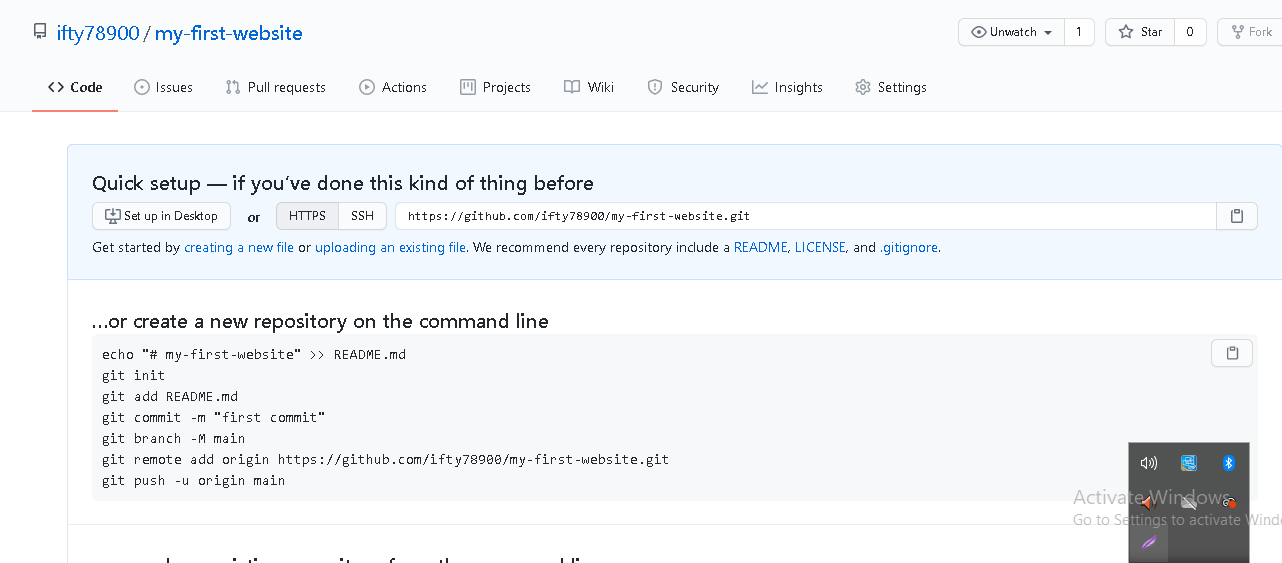 ifty78900 / my-first-website
Unwatch 1 Star 0 Fork
Code Issues Pull requests Actions Projects Wiki Security Insights Settings
Quick setup — if you’ve done this kind of thing before
Set up in Desktop or HTTPS SSH https://github.com/ifty78900/my-first-website.git
Get started by creating a new file or uploading an existing file. We recommend every repository include a README, LICENSE, and .gitignore.
…or create a new repository on the command line
echo "# my-first-website" >> README.md
git init
git add README.md
git commit -m "first commit"
git branch -M main
git remote add origin https://github.com/ifty78900/my-first-website.git
git push -u origin main
Activate Windows
Go to Settings to activate Wind